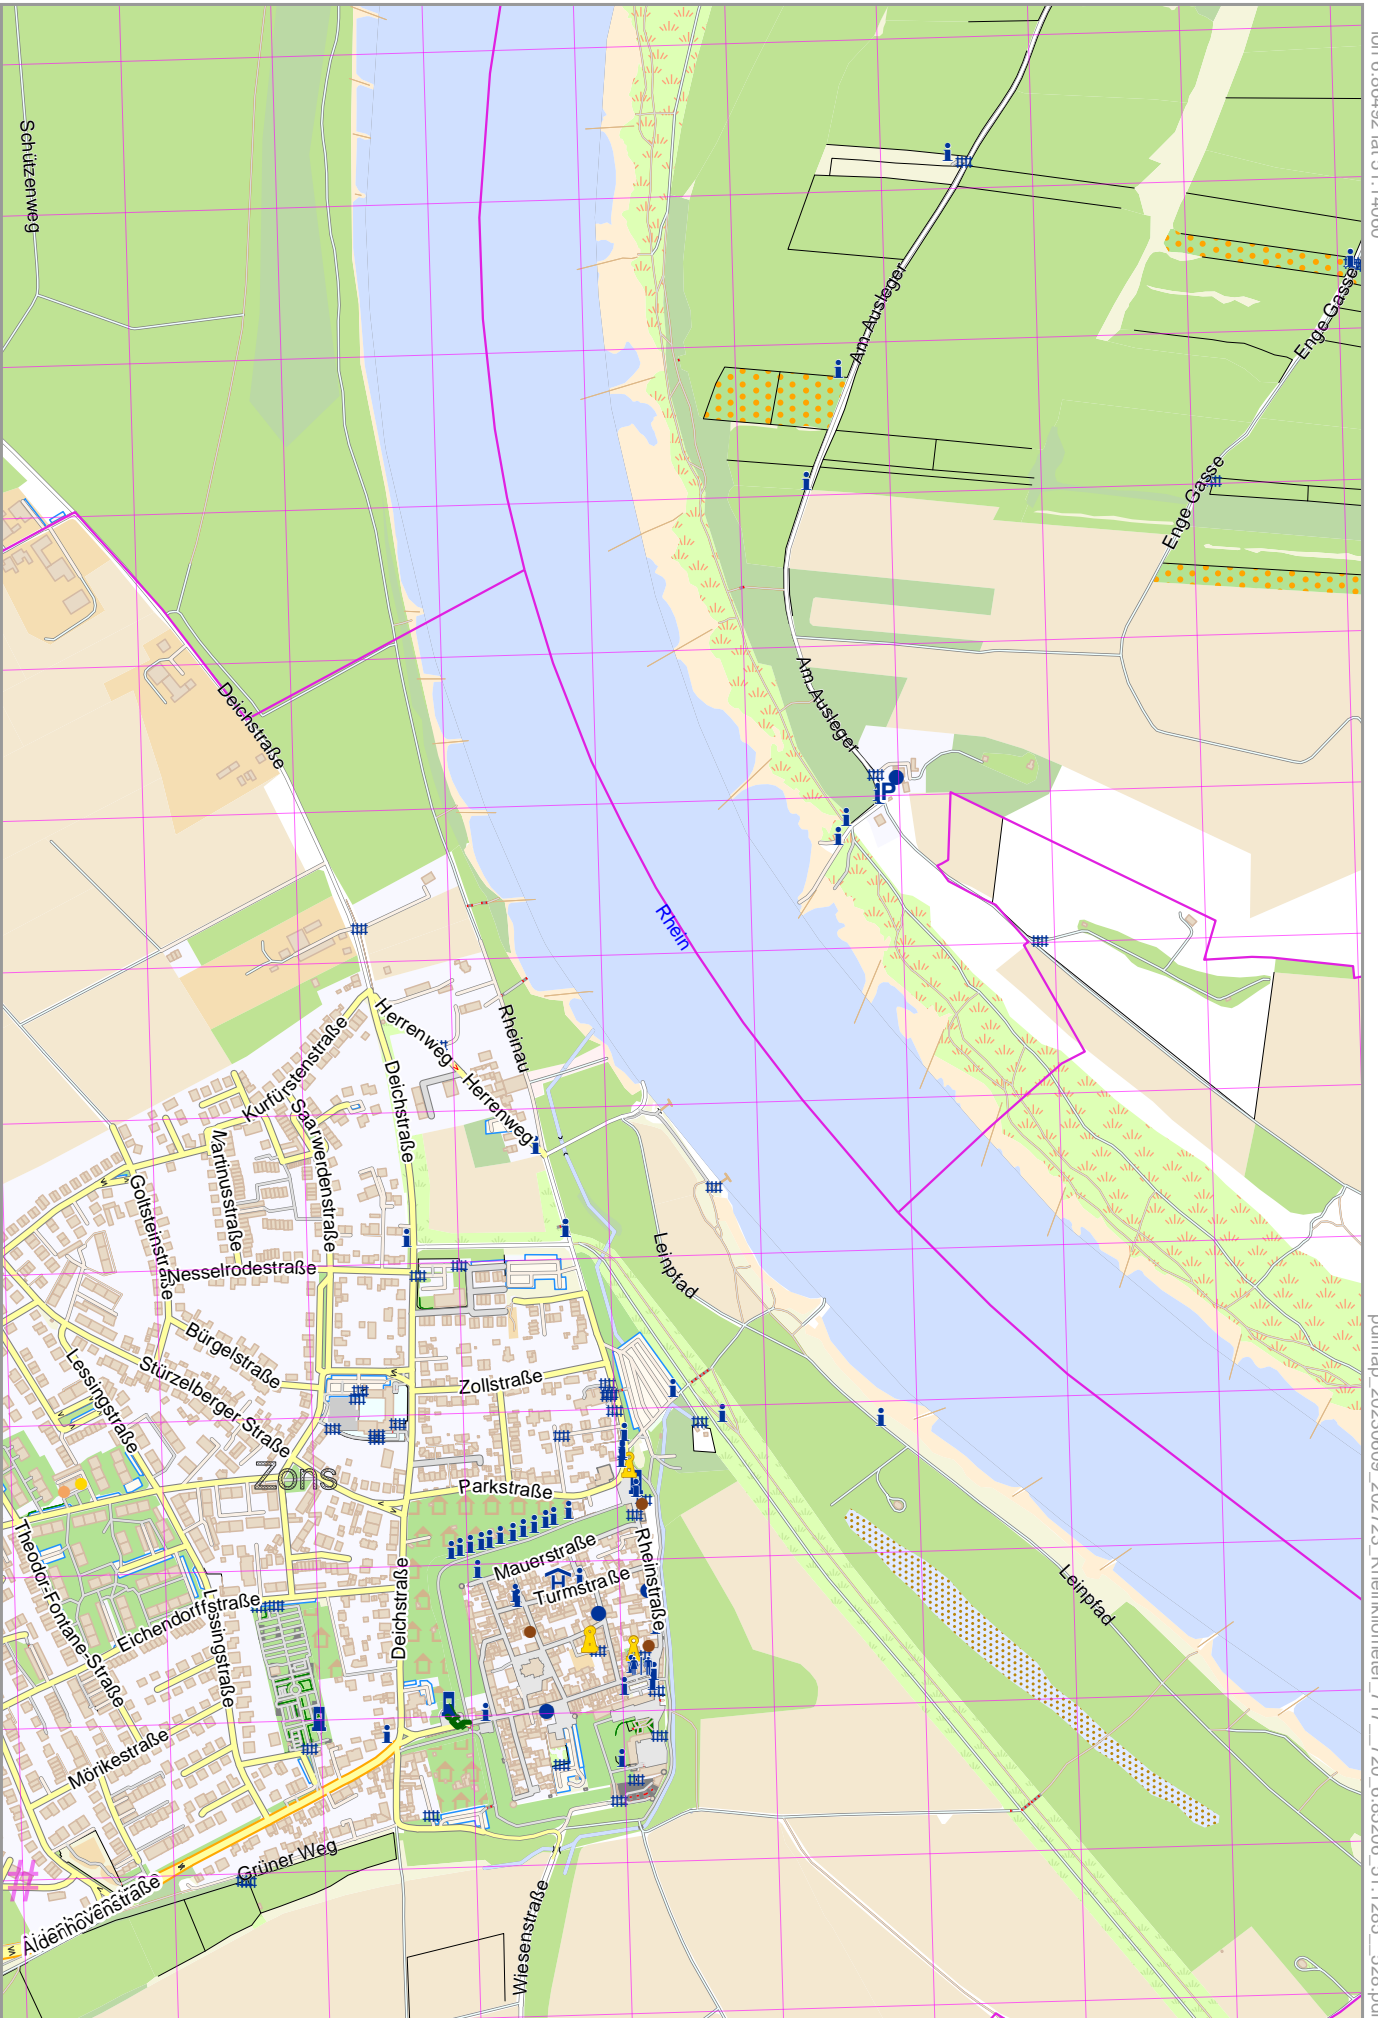 Schützenweg
Am Ausleger
Enge Gasse
Enge Gasse
Am Ausleger
P
Deichstraße
Rhein
Herrenweg
Rheinau
Kurfürstenstraße
Saarwerdenstraße
Deichstraße
Herrenweg
Martinusstraße
Goltsteinstraße
Leinpfad
Nesselrodestraße
Bürgelstraße
Lessingstraße
Stürzelberger Straße
Zollstraße
Zons
Parkstraße
Theodor-Fontane-Straße
Mauerstraße
Rheinstraße
Turmstraße
H
Leinpfad
Deichstraße
Eichendorffstraße
Lessingstraße
Mörikestraße
Grüner Weg
Aldenhovenstraße
Wiesenstraße